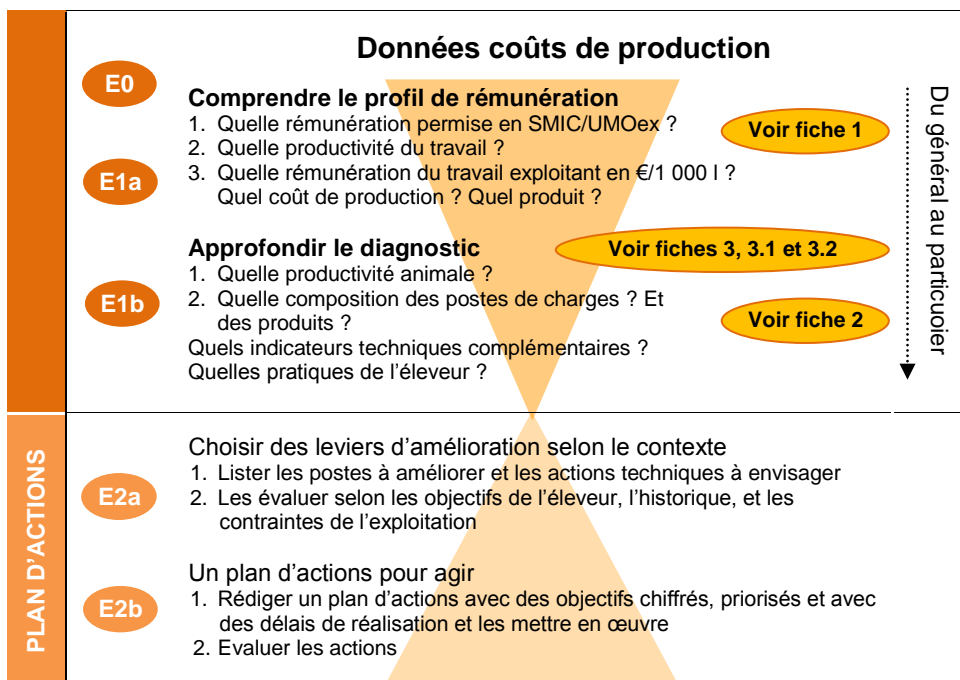 Données coûts de production
E0
Comprendre le profil de rémunération
1. Quelle rémunération permise en SMIC/UMOex ?
Voir fiche 1
2. Quelle productivité du travail ?
E1a
3. Quelle rémunération du travail exploitant en €/1 000 l ?
Quel coût de production ? Quel produit ?
Du général au particuoier
Approfondir le diagnostic
Voir fiches 3, 3.1 et 3.2
1. Quelle productivité animale ?
E1b
2. Quelle composition des postes de charges ? Et
des produits ?
Voir fiche 2
Quels indicateurs techniques complémentaires ?
Quelles pratiques de l'éleveur ?
PLAN D'ACTIONS
Choisir des leviers d'amélioration selon le contexte
1. Lister les postes à améliorer et les actions techniques à envisager
E2a
2. Les évaluer selon les objectifs de l'éleveur, l'historique, et les
contraintes de l'exploitation
Un plan d'actions pour agir
E2b
1. Rédiger un plan d'actions avec des objectifs chiffrés, priorisés et avec
des délais de réalisation et les mettre en œuvre
2. Evaluer les actions